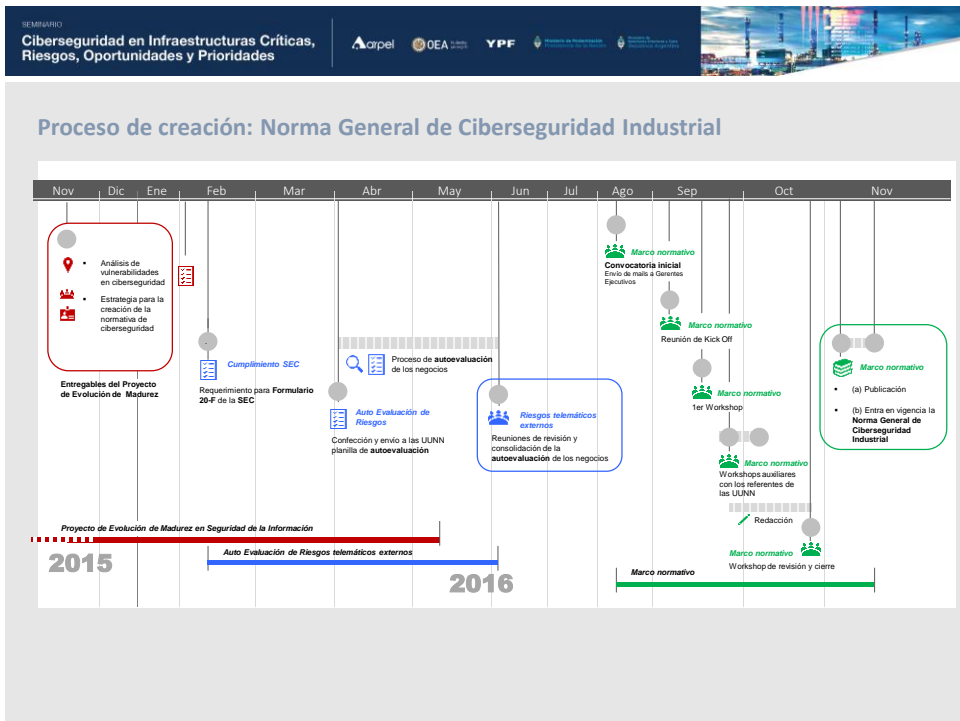 SEMINARIO
Ciberseguridad en Infraestructuras Críticas,
Riesgos, Oportunidades y Prioridades
arpel
OEA
YPF
Proceso de creación: Norma General de Ciberseguridad Industrial
Nov Dic Ene Feb Mar Abr May Jun Jul Ago Sep Oct Nov
• Análisis de
vulnerabilidades
en ciberseguridad
• Estrategia para la
creación de la
normativa de
ciberseguridad
Entregables del Proyecto
de Evolución de Madurez
Cumplimiento SEC
Requerimiento para Formulario
20-F de la SEC
Proceso de autoevaluación
de los negocios
Auto Evaluación de
Riesgos
Confección y envío a las UUNN
planilla de autoevaluación
Riesgos telemáticos
externos
Reuniones de revisión y
consolidación de la
autoevaluación de los negocios
Marco normativo
Convocatoria inicial
Envío de mails a Gerentes
Ejecutivos
Marco normativo
Reunión de Kick Off
Marco normativo
1er Workshop
Marco normativo
Workshops auxiliares
con los referentes de
las UUNN
Redacción
Marco normativo
Workshop de revisión y cierre
Marco normativo
• (a) Publicación
• (b) Entra en vigencia la
Norma General de
Ciberseguridad
Industrial
Proyecto de Evolución de Madurez en Seguridad de la Información
2015
Auto Evaluación de Riesgos telemáticos externos
2016
Marco normativo